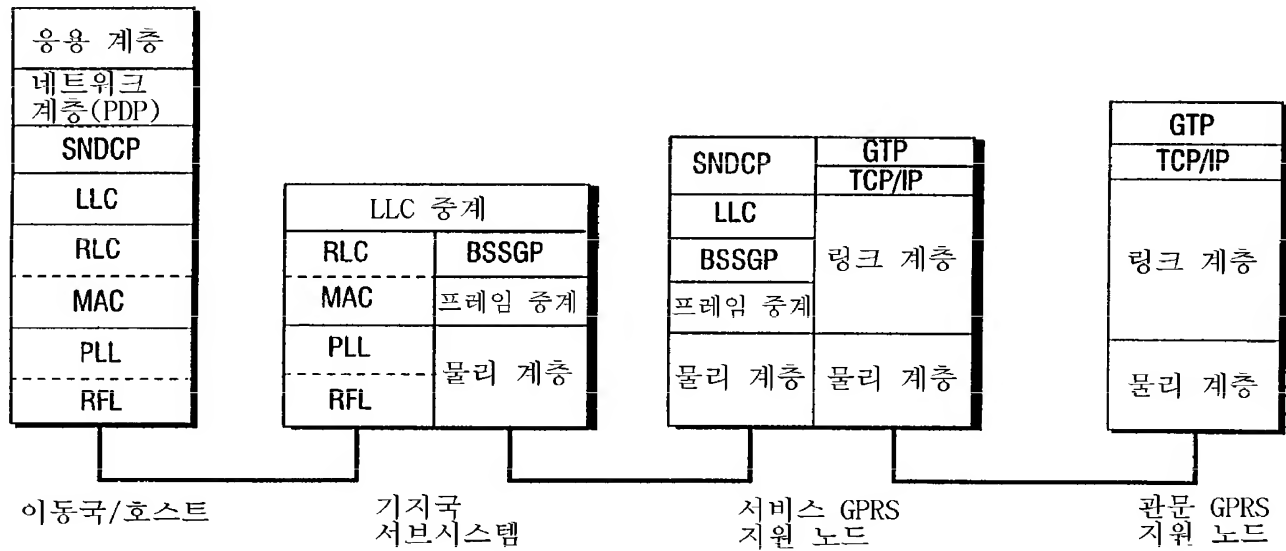 응용 계층
네트워크
계층(PDP)
SNDCP
LLC
RLC
MAC
PLL
RFL
이동국/호스트
LLC 중계
RLC
BSSGP
MAC
프레임 중계
PLL
RFL
물리 계층
기지국
서브시스템
SNDCP
GTP
TCP/IP
LLC
BSSGP
링크 계층
프레임 중계
물리 계층
물리 계층
서비스 GPRS
지원 노드
GTP
TCP/IP
링크 계층
물리 계층
관문 GPRS
지원 노드